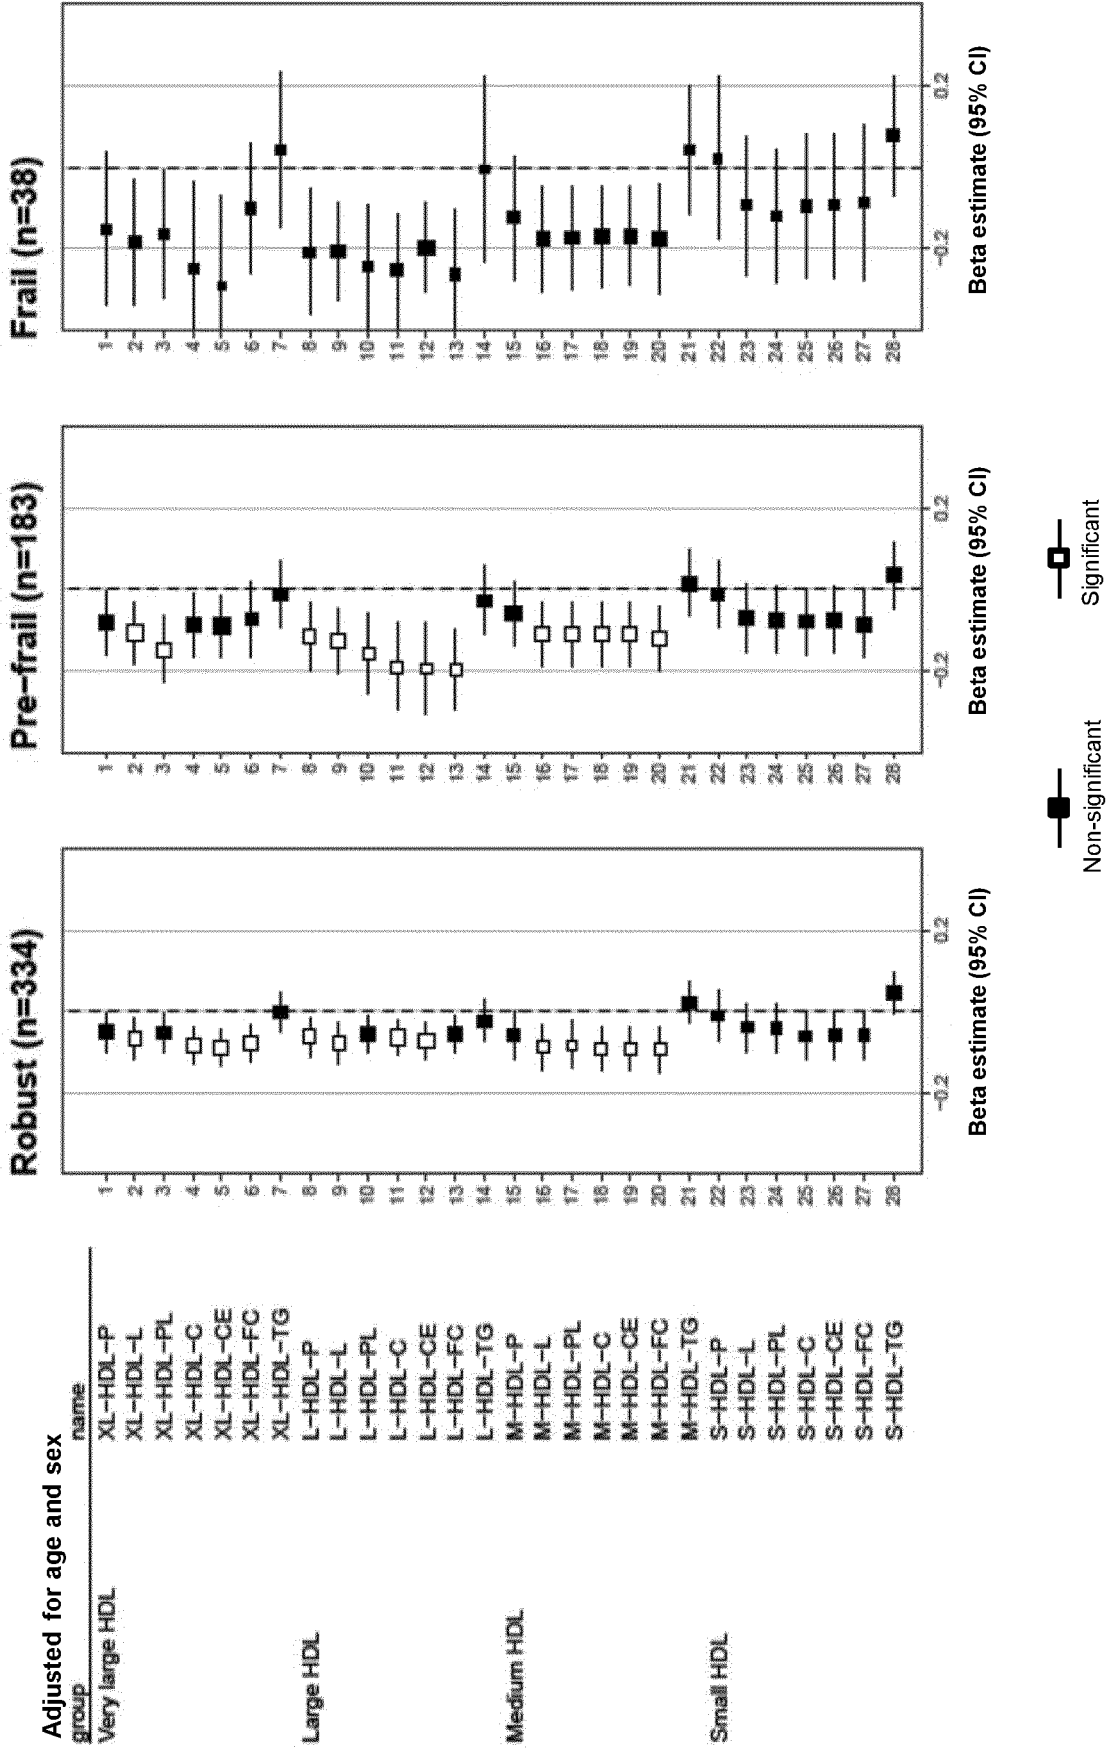 Adjusted for age and sex
group name
Very large HDL XL−HDL−P
XL−HDL−L
XL−HDL−PL
XL−HDL−C
XL−HDL−CE
XL−HDL−FC
XL−HDL−TG
Large HDL L−HDL−P
L−HDL−L
L−HDL−PL
L−HDL−C
L−HDL−CE
L−HDL−FC
L−HDL−TG
Medium HDL M−HDL−P
M−HDL−L
M−HDL−PL
M−HDL−C
M−HDL−CE
M−HDL−FC
M−HDL−TG
Small HDL S−HDL−P
S−HDL−L
S−HDL−PL
S−HDL−C
S−HDL−CE
S−HDL−FC
S−HDL−TG
Robust (n=334)
1
2
3
4
5
6
7
8
9
10
11
12
13
14
15
16
17
18
19
20
21
22
23
24
25
26
27
28
−0.2 0.2
Beta estimate (95% CI)
Pre−frail (n=183)
1
2
3
4
5
6
7
8
9
10
11
12
13
14
15
16
17
18
19
20
21
22
23
24
25
26
27
28
−0.2 0.2
Beta estimate (95% CI)
Frail (n=38)
1
2
3
4
5
6
7
8
9
10
11
12
13
14
15
16
17
18
19
20
21
22
23
24
25
26
27
28
−0.2 0.2
Beta estimate (95% CI)
Non-significant
Significant